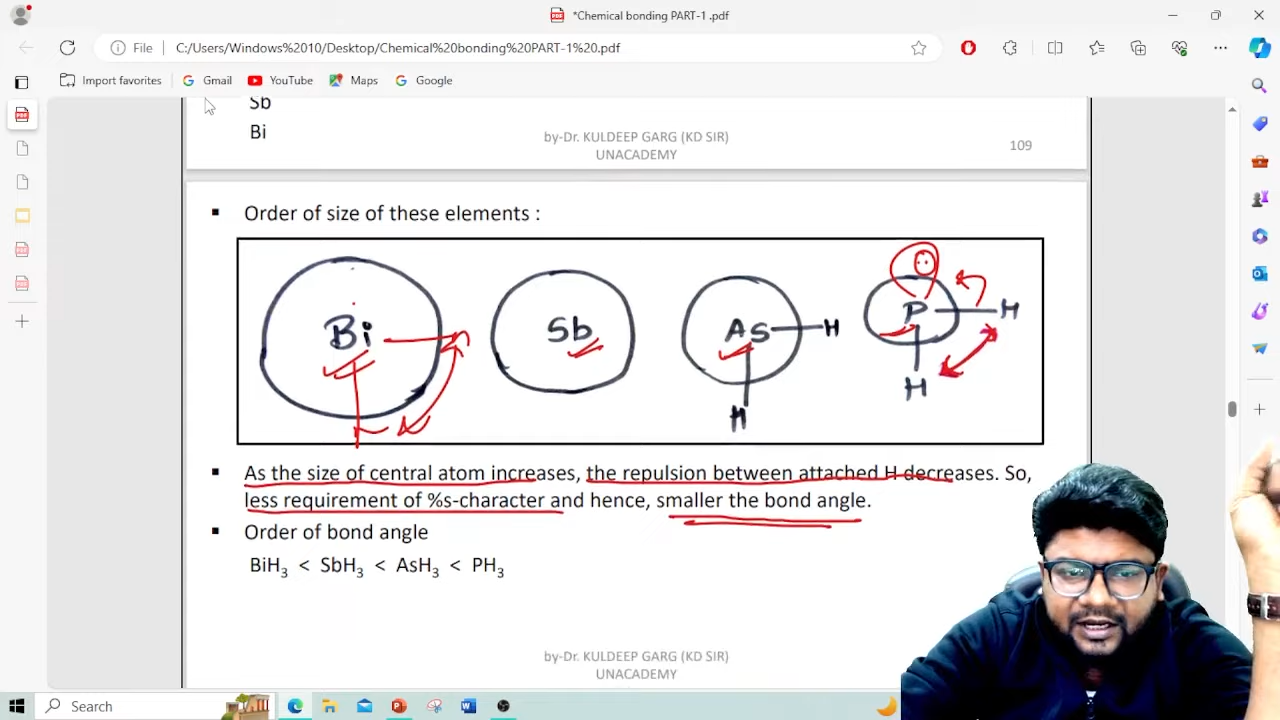 *Chemical bonding PART-1 .pdf
File
C:/Users/Windows%2010/Desktop/Chemical%20bonding%20PART-1%20.pdf
Import favorites
Gmail
YouTube
Maps
Google
Sb
Bi
by-Dr. KULDEEP GARG (KD SIR)
UNACADEMY
109
▪ Order of size of these elements :
Bi
Sb
As H
H
P H
H
▪ As the size of central atom increases, the repulsion between attached H decreases. So,
less requirement of %s-character and hence, smaller the bond angle.
▪ Order of bond angle
BiH₃ < SbH₃ < AsH₃ < PH₃
by-Dr. KULDEEP GARG (KD SIR)
UNACADEMY
Search